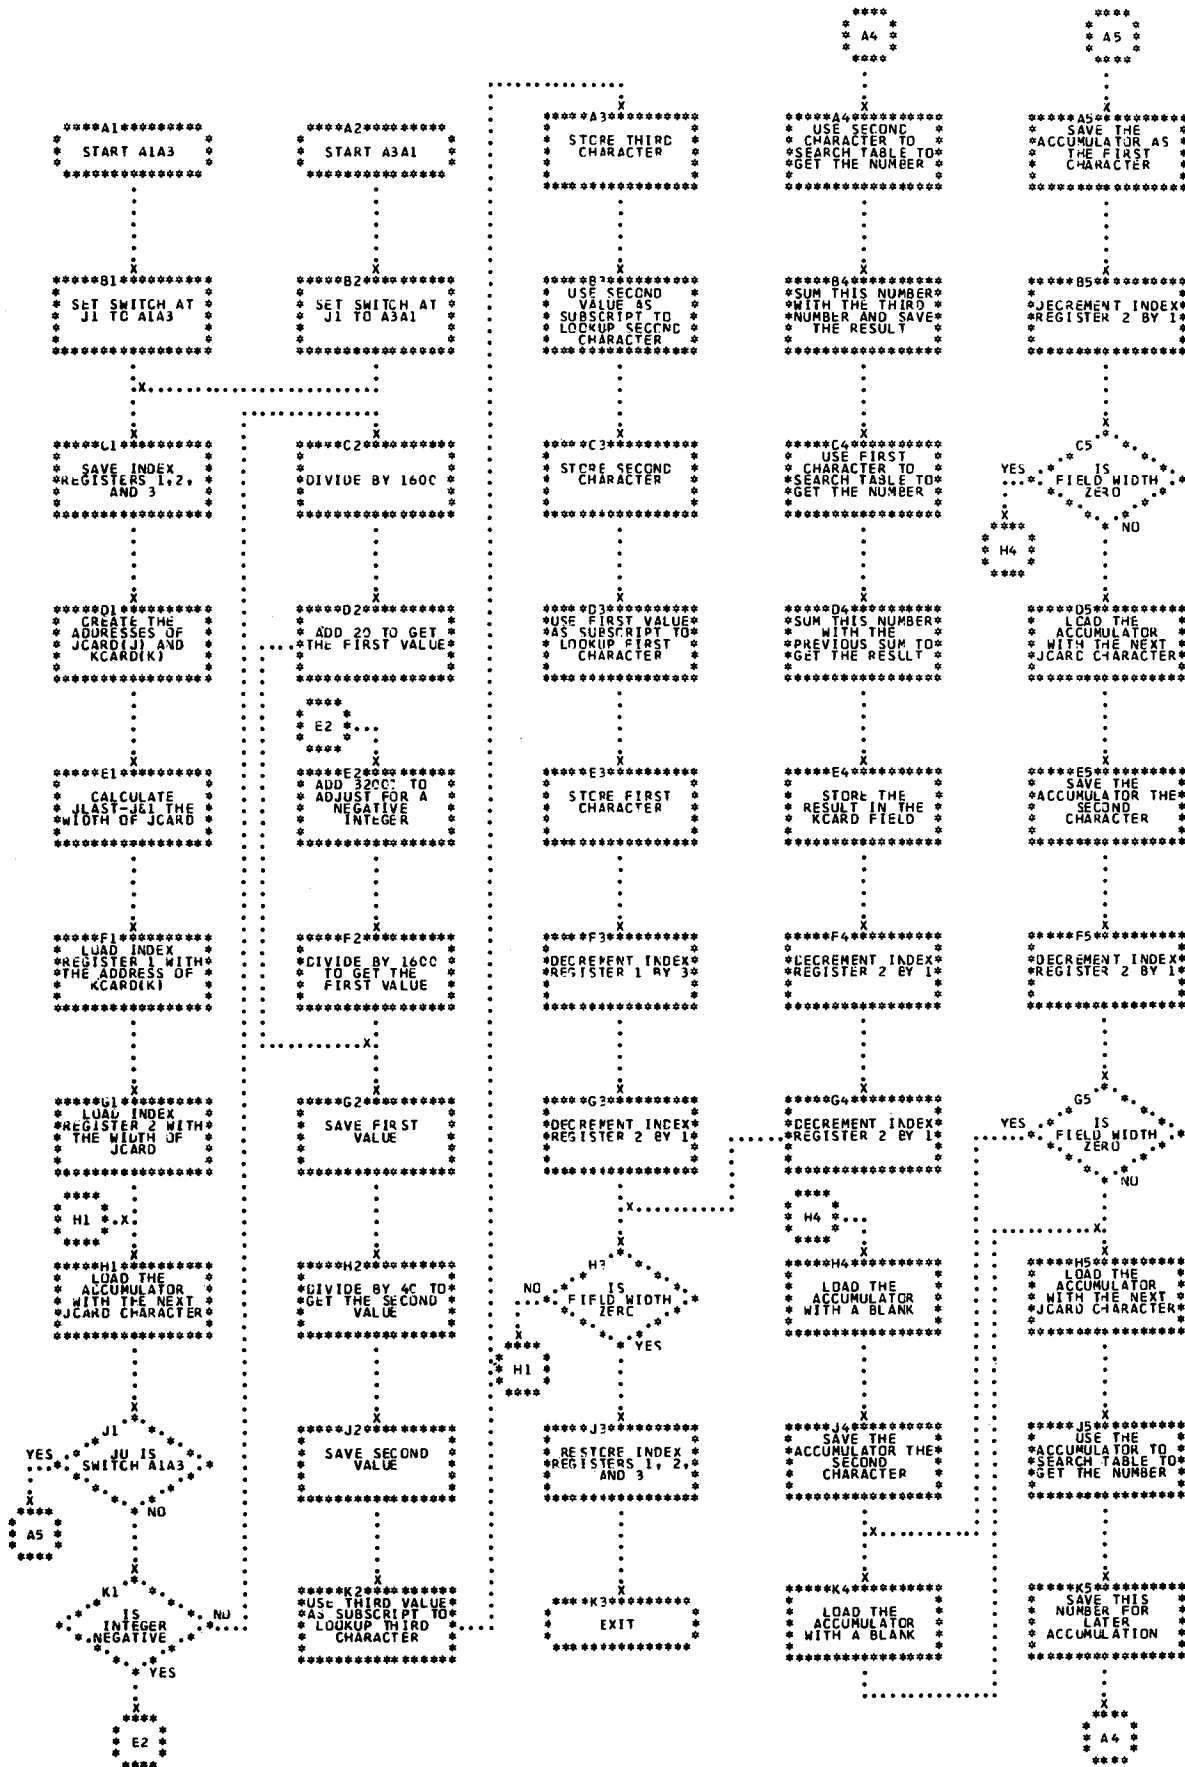 A1
START A1A3
B1
SET SWITCH AT
J1 TO A1A3
C1
SAVE INDEX
REGISTERS 1,2,
AND 3
D1
CREATE THE
ADDRESSES OF
JCARD(J) AND
KCARD(K)
E1
CALCULATE
JLAST-J&1 THE
WIDTH OF JCARD
F1
LOAD INDEX
REGISTER 1 WITH
THE ADDRESS OF
KCARD(K)
G1
LOAD INDEX
REGISTER 2 WITH
THE WIDTH OF
JCARD
H1
H1
LOAD THE
ACCUMULATOR
WITH THE NEXT
JCARD CHARACTER
J1
JU IS
SWITCH A1A3
YES
NO
A5
K1
IS
INTEGER
NEGATIVE
NO
YES
E2
A2
START A3A1
B2
SET SWITCH AT
J1 TO A3A1
C2
DIVIDE BY 1600
D2
ADD 20 TO GET
THE FIRST VALUE
E2
E2
ADD 32001 TO
ADJUST FOR A
NEGATIVE
INTEGER
F2
DIVIDE BY 1600
TO GET THE
FIRST VALUE
G2
SAVE FIRST
VALUE
H2
DIVIDE BY 40 TO
GET THE SECOND
VALUE
J2
SAVE SECOND
VALUE
K2
USE THIRD VALUE
AS SUBSCRIPT TO
LOOKUP THIRD
CHARACTER
A3
STORE THIRD
CHARACTER
B3
USE SECOND
VALUE AS
SUBSCRIPT TO
LOOKUP SECOND
CHARACTER
C3
STORE SECOND
CHARACTER
D3
USE FIRST VALUE
AS SUBSCRIPT TO
LOOKUP FIRST
CHARACTER
E3
STORE FIRST
CHARACTER
F3
DECREMENT INDEX
REGISTER 1 BY 3
G3
DECREMENT INDEX
REGISTER 2 BY 1
H3
IS
FIELD WIDTH
ZERO
NO
YES
H1
J3
RESTORE INDEX
REGISTERS 1, 2,
AND 3
K3
EXIT
A4
A4
USE SECOND
CHARACTER TO
SEARCH TABLE TO
GET THE NUMBER
B4
SUM THIS NUMBER
WITH THE THIRD
NUMBER AND SAVE
THE RESULT
C4
USE FIRST
CHARACTER TO
SEARCH TABLE TO
GET THE NUMBER
D4
SUM THIS NUMBER
WITH THE
PREVIOUS SUM TO
GET THE RESULT
E4
STORE THE
RESULT IN THE
KCARD FIELD
F4
DECREMENT INDEX
REGISTER 2 BY 1
G4
DECREMENT INDEX
REGISTER 2 BY 1
H4
H4
LOAD THE
ACCUMULATOR
WITH A BLANK
J4
SAVE THE
ACCUMULATOR THE
SECOND
CHARACTER
K4
LOAD THE
ACCUMULATOR
WITH A BLANK
A5
A5
SAVE THE
ACCUMULATOR AS
THE FIRST
CHARACTER
B5
DECREMENT INDEX
REGISTER 2 BY 1
C5
IS
FIELD WIDTH
ZERO
YES
NO
H4
D5
LOAD THE
ACCUMULATOR
WITH THE NEXT
JCARD CHARACTER
E5
SAVE THE
ACCUMULATOR THE
SECOND
CHARACTER
F5
DECREMENT INDEX
REGISTER 2 BY 1
G5
IS
FIELD WIDTH
ZERO
YES
NO
H5
LOAD THE
ACCUMULATOR
WITH THE NEXT
JCARD CHARACTER
J5
USE THE
ACCUMULATOR TO
SEARCH TABLE TO
GET THE NUMBER
K5
SAVE THIS
NUMBER FOR
LATER
ACCUMULATION
A4